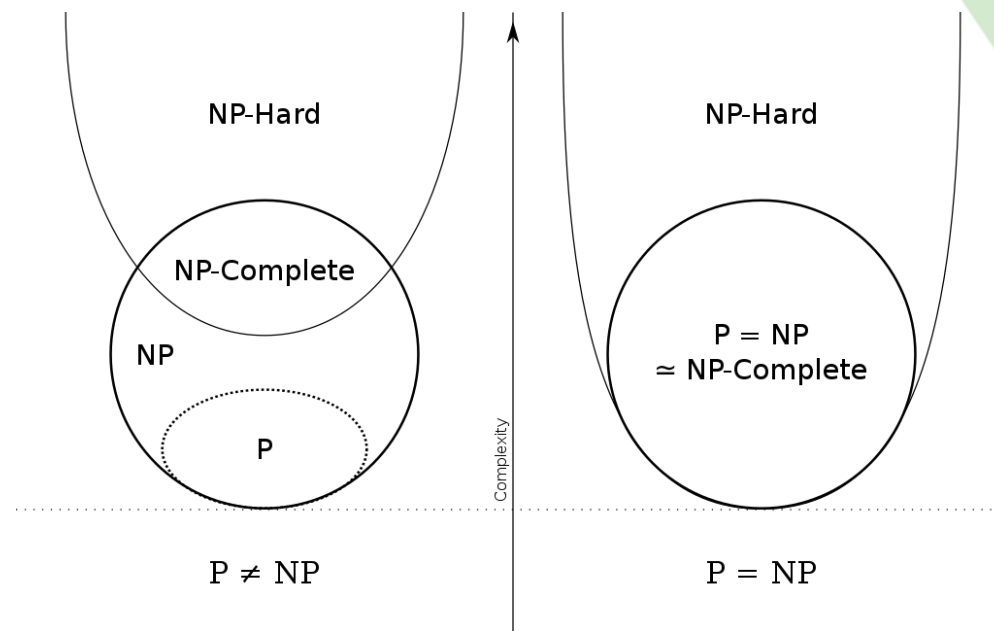 NP-Hard
NP-Complete
NP
P
P ≠ NP
Complexity
NP-Hard
P = NP
≃ NP-Complete
P = NP